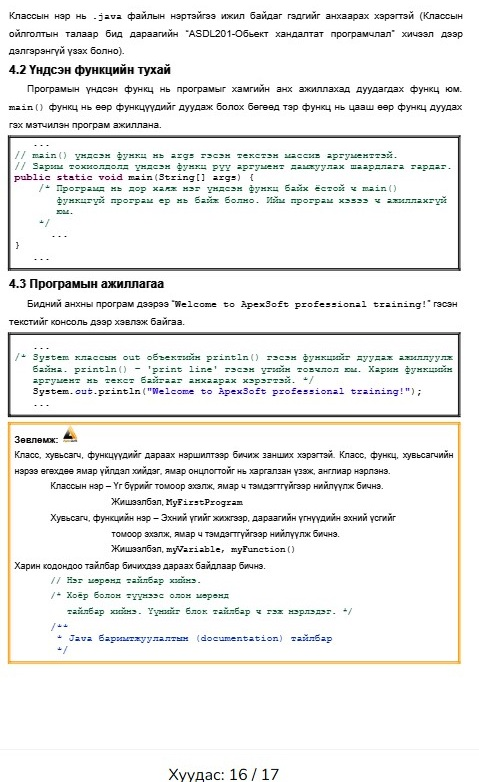 Классын нэр нь .java файлын нэртэйгээ ижил байдаг гэдгийг анхаарах хэрэгтэй (Классын
ойлголтын талаар бид дараагийн "ASDL201-Обьект хандалтат програмчлал" хичээл дээр
дэлгэрэнгүй үзэх болно).
4.2 Үндсэн функцийн тухай
Програмын үндсэн функц нь програмыг хамгийн анх ажиллахад дуудагдах функц юм.
main() функц нь өөр функцүүдийг дуудаж болох бөгөөд тэр функц нь цааш өөр функц дуудах
гэх мэтчилэн програм ажиллана.
...
// main() үндсэн функц нь args гэсэн текстэн массив аргументтэй.
// Зарим тохиолдолд үндсэн функц рүү аргумент дамжуулах шаардлага гардаг.
public static void main(String[] args) {
/* Програмд нь дор хаяж нэг үндсэн функц байх ёстой ч main()
функцгүй програм ер нь байж болно. Ийм програм хэзээ ч ажиллахгүй
юм.
*/
...
}
...
4.3 Програмын ажиллагаа
Бидний анхны програм дээрээ "Welcome to ApexSoft professional training!" гэсэн
текстийг консоль дээр хэвлэж байгаа.
...
/* System классын out объектийн println() гэсэн функцийг дуудаж ажиллуулж
байна. println() - 'print line' гэсэн үгийн товчлол юм. Харин функцийн
аргумент нь текст байгааг анхаарах хэрэгтэй. */
System.out.println("Welcome to ApexSoft professional training!");
...
Зөвлөмж:
Класс, хувьсагч, функцүүдийг дараах нэршилтээр бичиж занших хэрэгтэй. Класс, функц, хувьсагчийн
нэрээ өгөхдөө ямар үйлдэл хийдэг, ямар онцлогтойг нь харгалзан үзэж, англиар нэрлэнэ.
Классын нэр – Үг бүрийг томоор эхэлж, ямар ч тэмдэгтгүйгээр нийлүүлж бичнэ.
Жишээлбэл, MyFirstProgram
Хувьсагч, функцийн нэр – Эхний үгийг жижгээр, дараагийн үгнүүдийн эхний үсгийг
томоор эхэлж, ямар ч тэмдэгтгүйгээр нийлүүлж бичнэ.
Жишээлбэл, myVariable, myFunction()
Харин кодондоо тайлбар бичихдээ дараах байдлаар бичнэ.
// Нэг мөрөнд тайлбар хийнэ.
/* Хоёр болон түүнээс олон мөрөнд
тайлбар хийнэ. Үүнийг блок тайлбар ч гэж нэрлэдэг. */
/**
* Java баримтжуулалтын (documentation) тайлбар
*/
Хуудас: 16 / 17